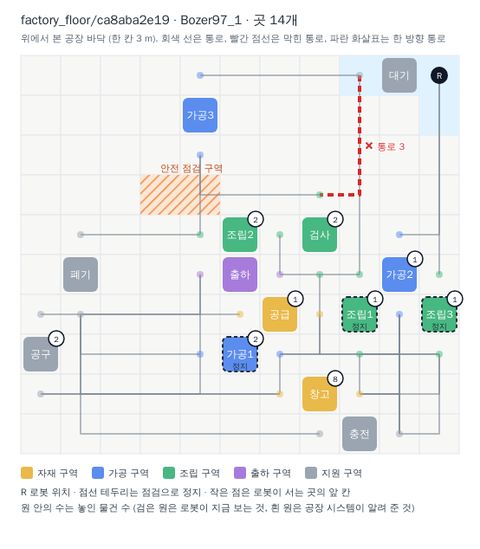 factory_floor/ca8aba2e19 · Bozer97_1 · 곳 14개
위에서 본 공장 바닥 (한 칸 3 m). 회색 선은 통로, 빨간 점선은 막힌 통로, 파란 화살표는 한 방향 통로
대기
R
가공3
✕ 통로 3
안전 점검 구역
조립2 2
검사 2
폐기
출하
가공2 1
공급 1
조립1 1
정지
조립3 1
정지
공구 2
가공1 2
정지
창고 8
충전
자재 구역
가공 구역
조립 구역
출하 구역
지원 구역
R 로봇 위치 · 점선 테두리는 점검으로 정지 · 작은 점은 로봇이 서는 곳의 앞 칸
원 안의 수는 놓인 물건 수 (검은 원은 로봇이 지금 보는 것, 흰 원은 공장 시스템이 알려 준 것)